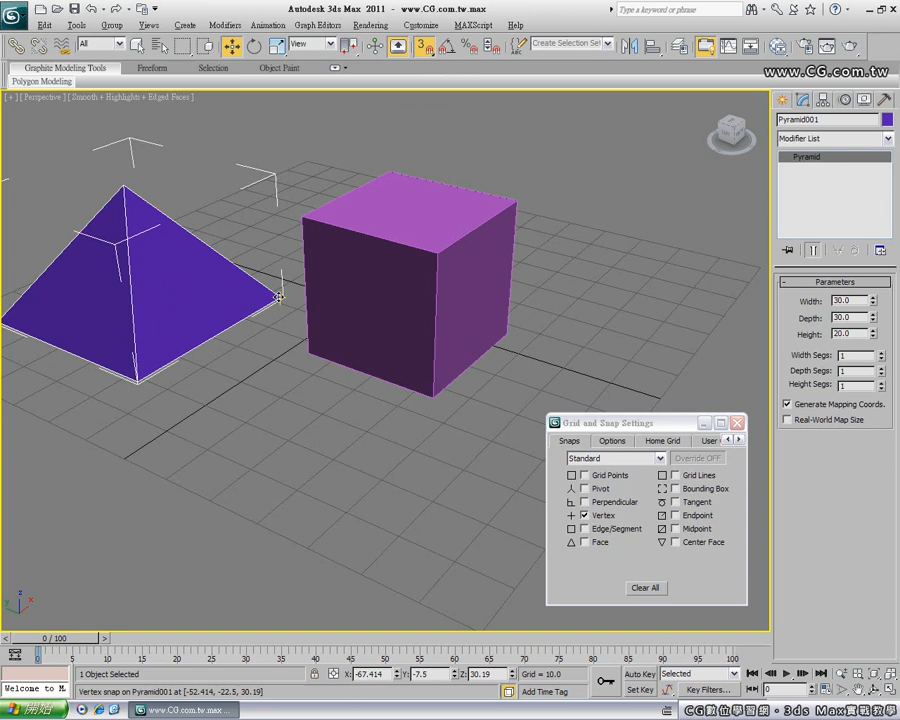 Autodesk 3ds Max 2011 - www.CG.com.tw.max
Type a keyword or phrase
Edit Tools Group Views Create Modifiers Animation Graph Editors Rendering Customize MAXScript Help
All
View
3
Create Selection Set
Graphite Modeling Tools Freeform Selection Object Paint
Polygon Modeling
www.CG.com.tw
[ + ] [ Perspective ] [ Smooth + Highlights + Edged Faces ]
Pyramid001
Modifier List
Pyramid
- Parameters
Width: 30.0
Depth: 30.0
Height: 20.0
Width Segs: 1
Depth Segs: 1
Height Segs: 1
Generate Mapping Coords.
Real-World Map Size
Grid and Snap Settings
Snaps Options Home Grid User
Standard Override OFF
Grid Points Grid Lines
Pivot Bounding Box
Perpendicular Tangent
Vertex Endpoint
Edge/Segment Midpoint
Face Center Face
Clear All
z
y x
< 0 / 100 >
0 5 10 15 20 25 30 35 40 45 50 55 60 65 70 75 80 85 90 95 100
1 Object Selected X: -67.414 Y: -7.5 Z: 30.19 Grid = 10.0 Auto Key Selected
Welcome to M Vertex snap on Pyramid001 at [-52.414, -22.5, 30.19] Add Time Tag Set Key Key Filters... 0
開始 www.CG.com.tw.max ... CG數位學習網・3ds Max實戰教學